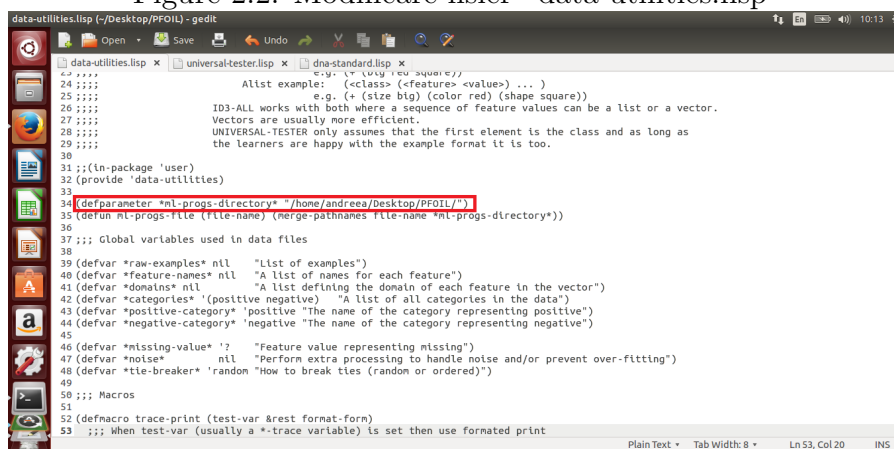 Figure 2.2: Modificare fisier "data-utilities.lisp"
data-utilities.lisp (~/Desktop/PFOIL) - gedit
En
10:13
Open
Save
Undo
data-utilities.lisp × universal-tester.lisp × dna-standard.lisp ×
23 ;;;; e.g. (+ (big red square))
24 ;;;; Alist example: (<class> (<feature> <value>) ... )
25 ;;;; e.g. (+ (size big) (color red) (shape square))
26 ;;;; ID3-ALL works with both where a sequence of feature values can be a list or a vector.
27 ;;;; Vectors are usually more efficient.
28 ;;;; UNIVERSAL-TESTER only assumes that the first element is the class and as long as
29 ;;;; the learners are happy with the example format it is too.
30
31 ;;(in-package 'user)
32 (provide 'data-utilities)
33
34 (defparameter *ml-progs-directory* "/home/andreea/Desktop/PFOIL/")
35 (defun ml-progs-file (file-name) (merge-pathnames file-name *ml-progs-directory*))
36
37 ;;; Global variables used in data files
38
39 (defvar *raw-examples* nil "List of examples")
40 (defvar *feature-names* nil "A list of names for each feature")
41 (defvar *domains* nil "A list defining the domain of each feature in the vector")
42 (defvar *categories* '(positive negative) "A list of all categories in the data")
43 (defvar *positive-category* 'positive "The name of the category representing positive")
44 (defvar *negative-category* 'negative "The name of the category representing negative")
45
46 (defvar *missing-value* '? "Feature value representing missing")
47 (defvar *noise* nil "Perform extra processing to handle noise and/or prevent over-fitting")
48 (defvar *tie-breaker* 'random "How to break ties (random or ordered)")
49
50 ;;; Macros
51
52 (defmacro trace-print (test-var &rest format-form)
53 ;;; When test-var (usually a *-trace variable) is set then use formated print
Plain Text Tab Width: 8 Ln 53, Col 20 INS